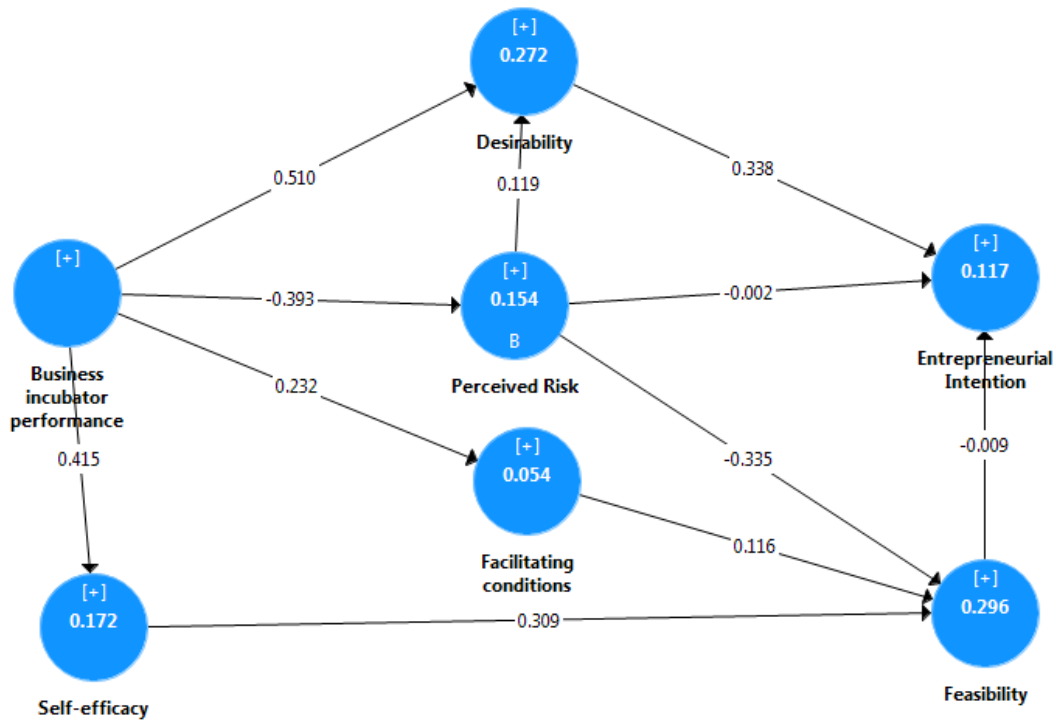 [+]
0.272
Desirability
0.510
0.119
0.338
[+]
[+]
0.154
B
Perceived Risk
[+]
0.117
Entrepreneurial
Intention
-0.393
-0.002
Business
incubator
performance
0.232
0.415
[+]
0.054
Facilitating
conditions
-0.335
-0.009
0.116
[+]
0.172
Self-efficacy
0.309
[+]
0.296
Feasibility